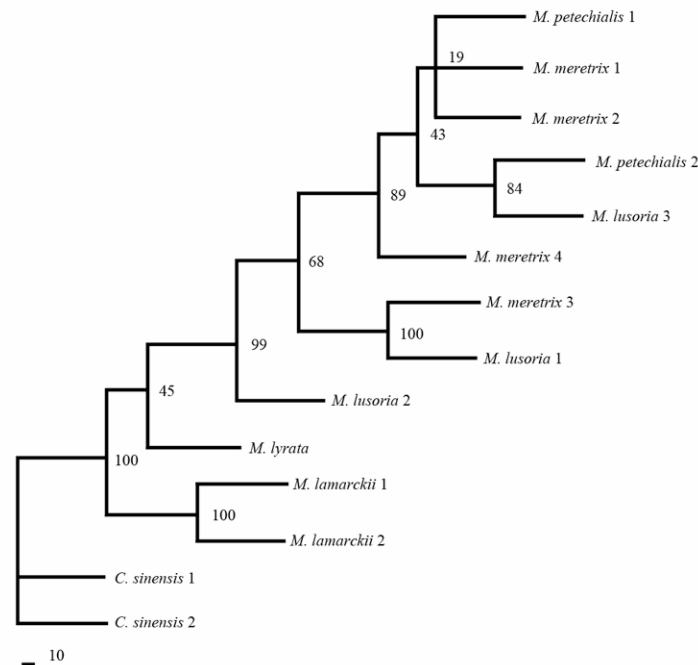 M. petechialis 1
19
M. meretrix 1
M. meretrix 2
43
M. petechialis 2
84
M. lusoria 3
89
M. meretrix 4
68
M. meretrix 3
100
M. lusoria 1
99
M. lusoria 2
45
M. lyrata
100
M. lamarckii 1
100
M. lamarckii 2
C. sinensis 1
C. sinensis 2
10